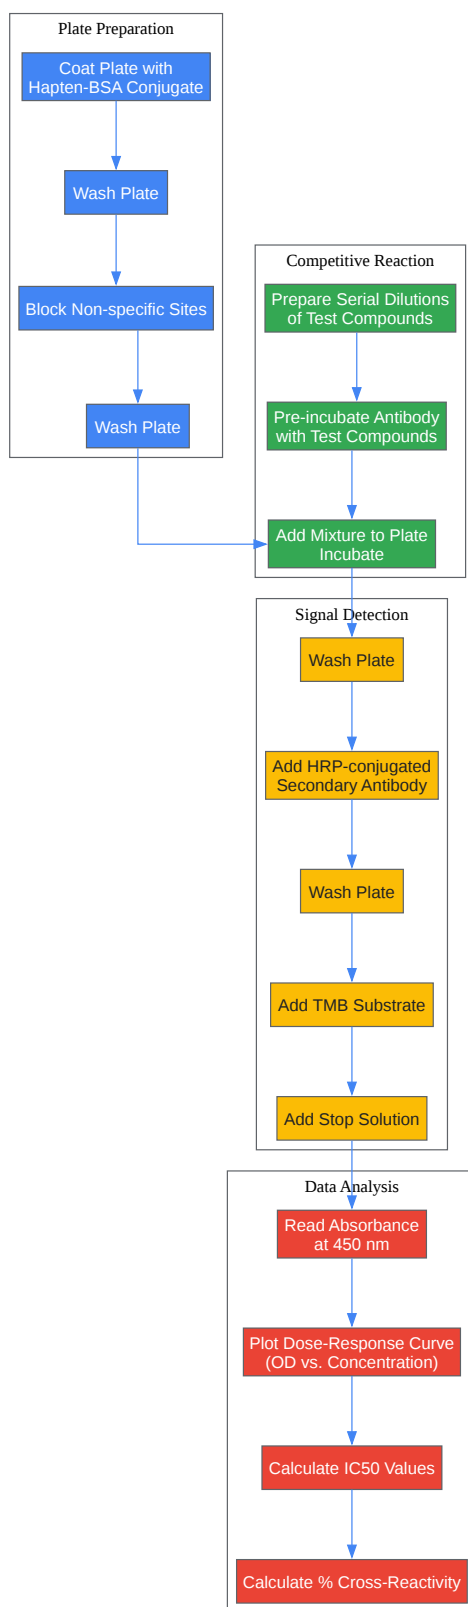 Plate Preparation
Coat Plate with
Hapten-BSA Conjugate
Wash Plate
Block Non-specific Sites
Wash Plate
Competitive Reaction
Prepare Serial Dilutions
of Test Compounds
Pre-incubate Antibody
with Test Compounds
Add Mixture to Plate
Incubate
Signal Detection
Wash Plate
Add HRP-conjugated
Secondary Antibody
Wash Plate
Add TMB Substrate
Add Stop Solution
Data Analysis
Read Absorbance
at 450 nm
Plot Dose-Response Curve
(OD vs. Concentration)
Calculate IC50 Values
Calculate % Cross-Reactivity